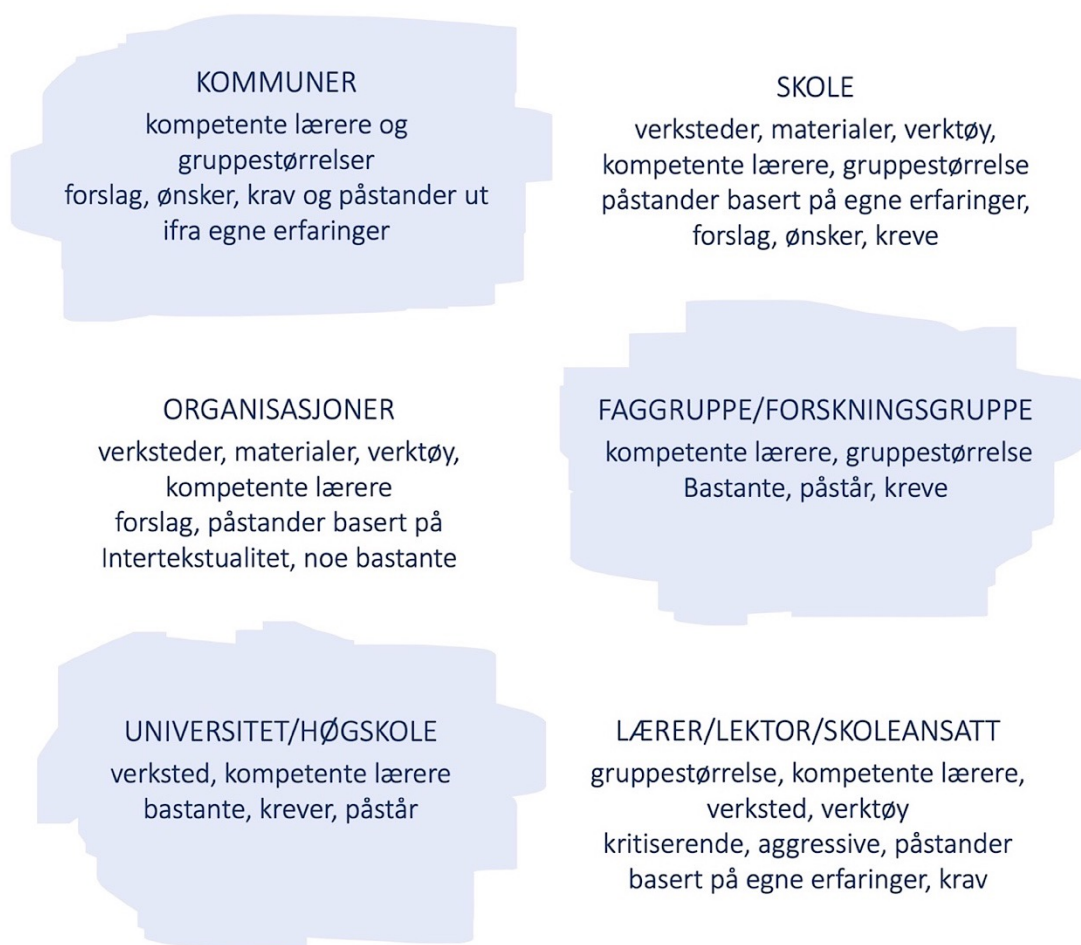 KOMMUNER
kompetente lærere og
gruppestørrelser
forslag, ønsker, krav og påstander ut
ifra egne erfaringer
SKOLE
verksteder, materialer, verktøy,
kompetente lærere, gruppestørrelse
påstander basert på egne erfaringer,
forslag, ønsker, kreve
ORGANISASJONER
verksteder, materialer, verktøy,
kompetente lærere
forslag, påstander basert på
Intertekstualitet, noe bastante
FAGGRUPPE/FORSKNINGSGRUPPE
kompetente lærere, gruppestørrelse
Bastante, påstår, kreve
UNIVERSITET/HØGSKOLE
verksted, kompetente lærere
bastante, krever, påstår
LÆRER/LEKTOR/SKOLEANSATT
gruppestørrelse, kompetente lærere,
verksted, verktøy
kritiserende, aggressive, påstander
basert på egne erfaringer, krav